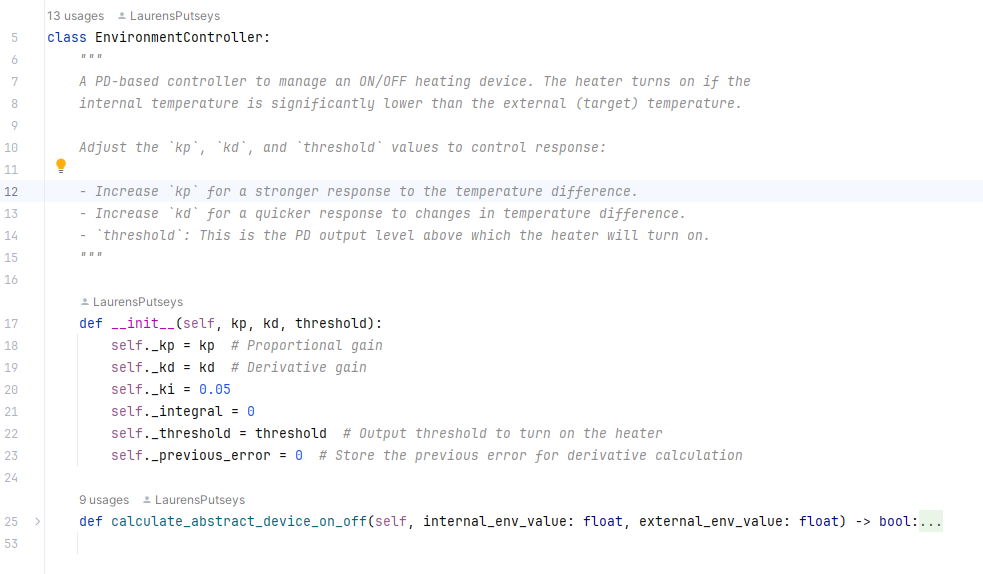 13 usages LaurensPutseys
5 class EnvironmentController:
6 """
7 A PD-based controller to manage an ON/OFF heating device. The heater turns on if the
8 internal temperature is significantly lower than the external (target) temperature.
9
10 Adjust the `kp`, `kd`, and `threshold` values to control response:
11
12 - Increase `kp` for a stronger response to the temperature difference.
13 - Increase `kd` for a quicker response to changes in temperature difference.
14 - `threshold`: This is the PD output level above which the heater will turn on.
15 """
16
LaurensPutseys
17 def __init__(self, kp, kd, threshold):
18 self._kp = kp # Proportional gain
19 self._kd = kd # Derivative gain
20 self._ki = 0.05
21 self._integral = 0
22 self._threshold = threshold # Output threshold to turn on the heater
23 self._previous_error = 0 # Store the previous error for derivative calculation
24
9 usages LaurensPutseys
25 def calculate_abstract_device_on_off(self, internal_env_value: float, external_env_value: float) -> bool:...
53